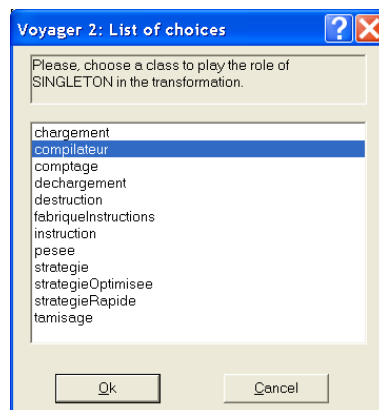 Voyager 2: List of choices
Please, choose a class to play the role of
SINGLETON in the transformation.
chargement
compilateur
comptage
dechargement
destruction
fabriqueInstructions
instruction
pesee
strategie
strategieOptimisee
strategieRapide
tamisage
Ok Cancel